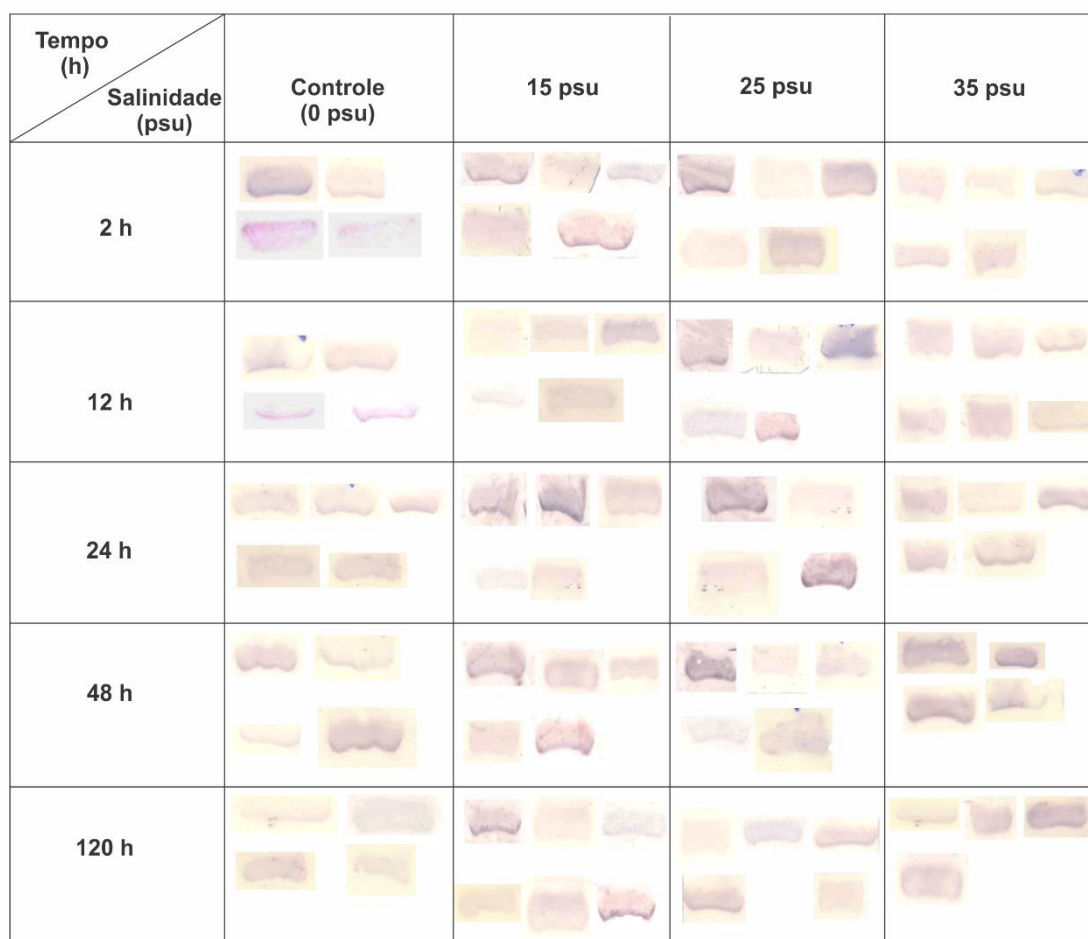 Tempo
(h)
Salinidade
(psu)
Controle
(0 psu)
15 psu
25 psu
35 psu
2 h
12 h
24 h
48 h
120 h